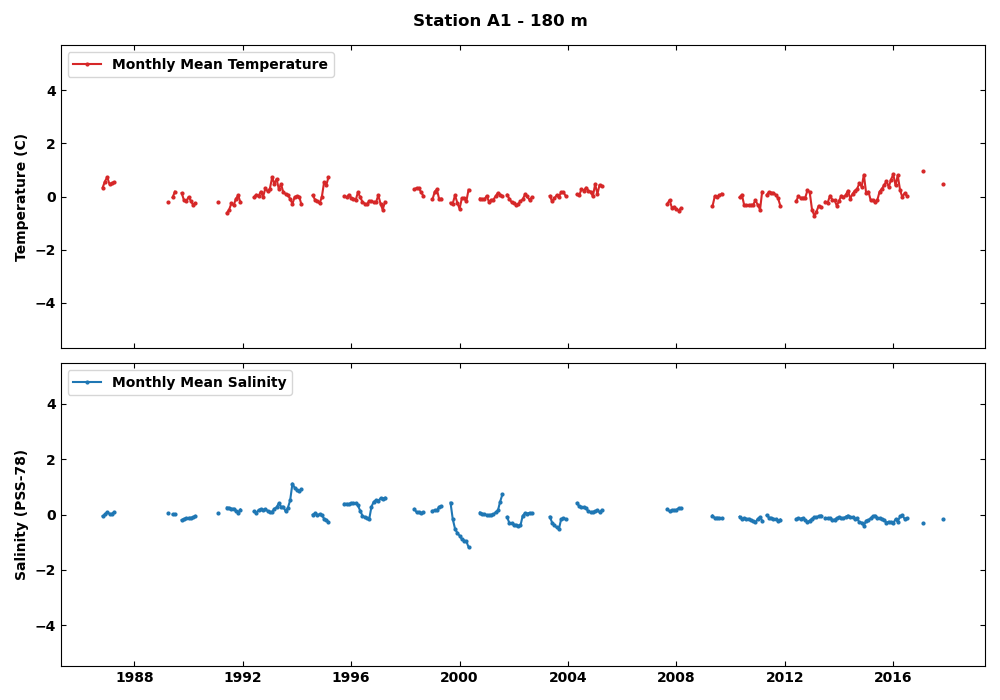 Station A1 - 180 m
Monthly Mean Temperature
Temperature (C)
4
2
0
−2
−4
Monthly Mean Salinity
Salinity (PSS-78)
4
2
0
−2
−4
1988 1992 1996 2000 2004 2008 2012 2016